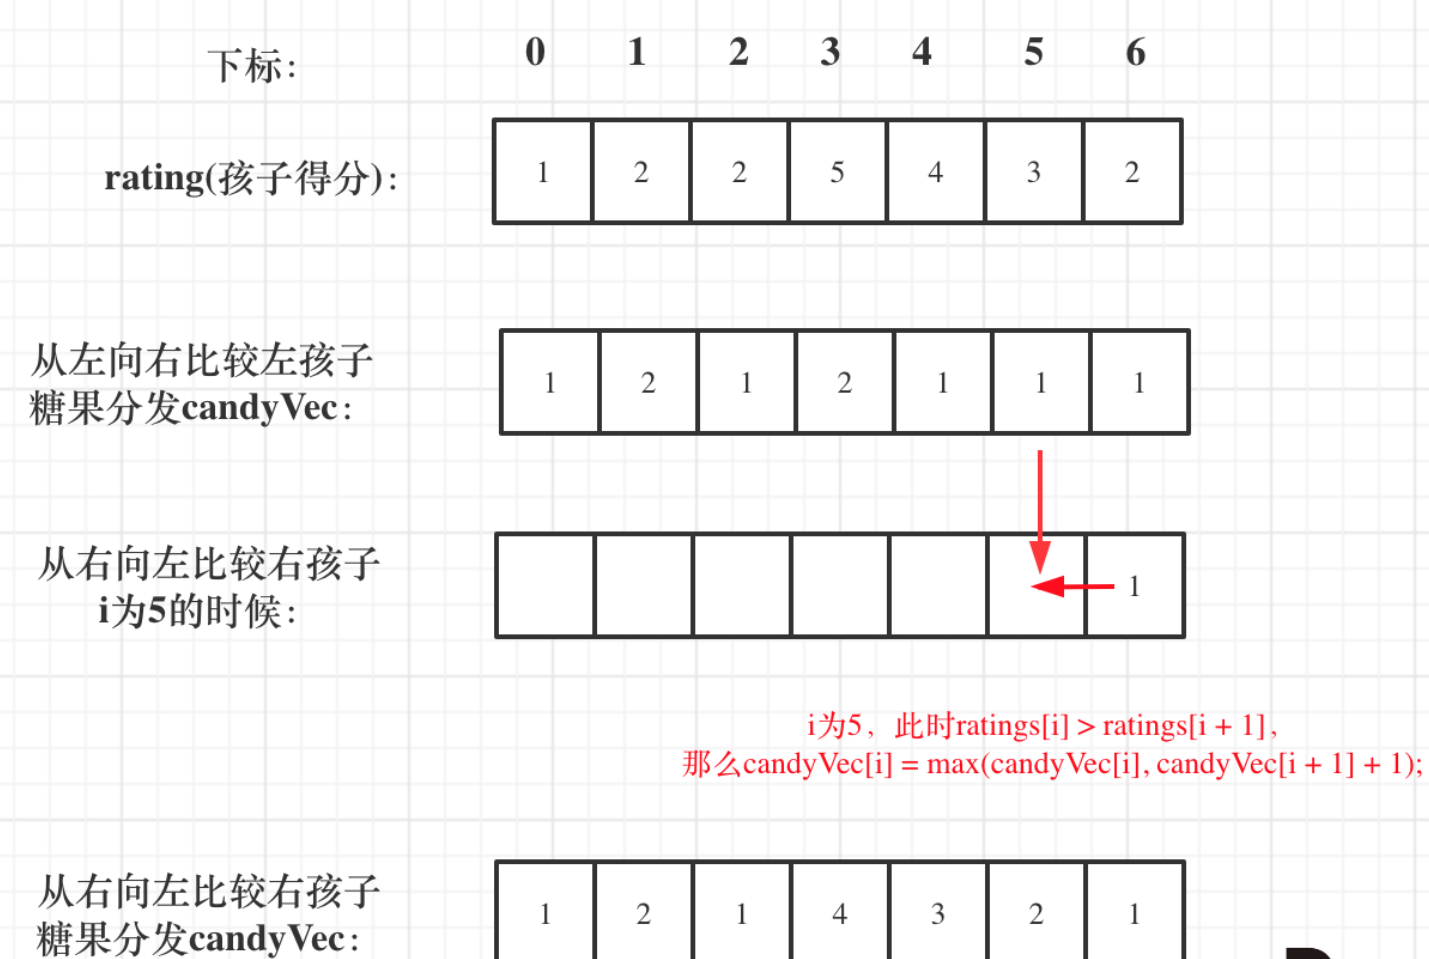 下标： 0 1 2 3 4 5 6
rating(孩子得分)： 1 2 2 5 4 3 2
从左向右比较左孩子
糖果分发candyVec： 1 2 1 2 1 1 1
从右向左比较右孩子
i为5的时候： 1
i为5，此时ratings[i] > ratings[i + 1]，
那么candyVec[i] = max(candyVec[i], candyVec[i + 1] + 1);
从右向左比较右孩子
糖果分发candyVec： 1 2 1 4 3 2 1